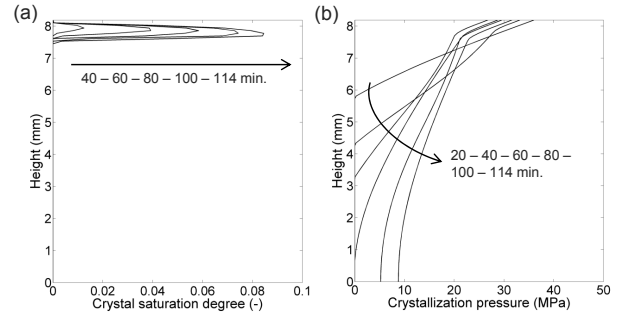 (a)
8
7
6
5
4
3
2
1
0
Height (mm)
40 – 60 – 80 – 100 – 114 min.
0 0.02 0.04 0.06 0.08 0.1
Crystal saturation degree (-)
(b)
8
7
6
5
4
3
2
1
0
Height (mm)
20 – 40 – 60 – 80 –
100 – 114 min.
0 10 20 30 40 50
Crystallization pressure (MPa)